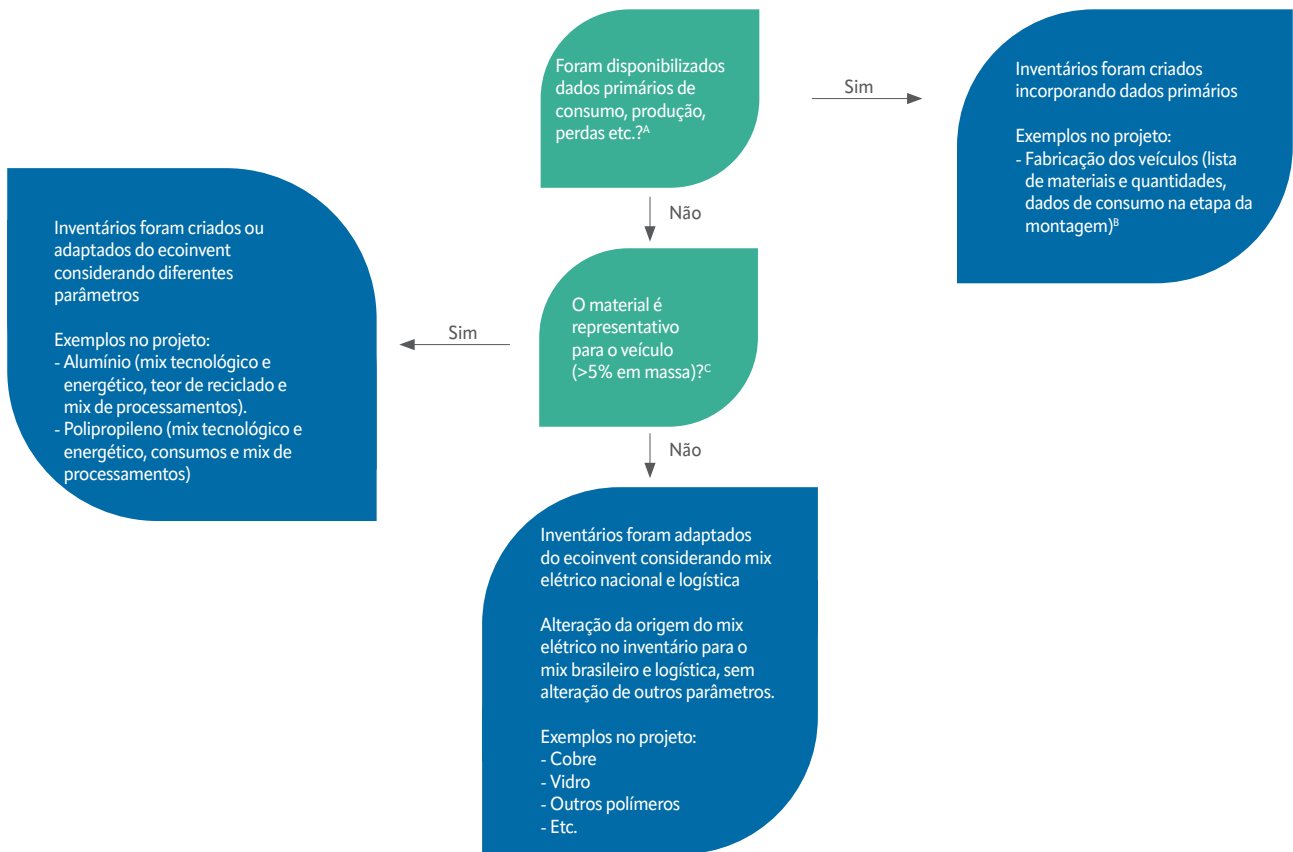 Foram disponibilizados
dados primários de
consumo, produção,
perdas etc.?ᴬ
Sim
Inventários foram criados
incorporando dados primários
Exemplos no projeto:
- Fabricação dos veículos (lista
de materiais e quantidades,
dados de consumo na etapa da
montagem)ᴮ
Não
O material é
representativo
para o veículo
(>5% em massa)?ᶜ
Sim
Inventários foram criados ou
adaptados do ecoinvent
considerando diferentes
parâmetros
Exemplos no projeto:
- Alumínio (mix tecnológico e
energético, teor de reciclado e
mix de processamentos).
- Polipropileno (mix tecnológico e
energético, consumos e mix de
processamentos)
Não
Inventários foram adaptados
do ecoinvent considerando mix
elétrico nacional e logística
Alteração da origem do mix
elétrico no inventário para o
mix brasileiro e logística, sem
alteração de outros parâmetros.
Exemplos no projeto:
- Cobre
- Vidro
- Outros polímeros
- Etc.